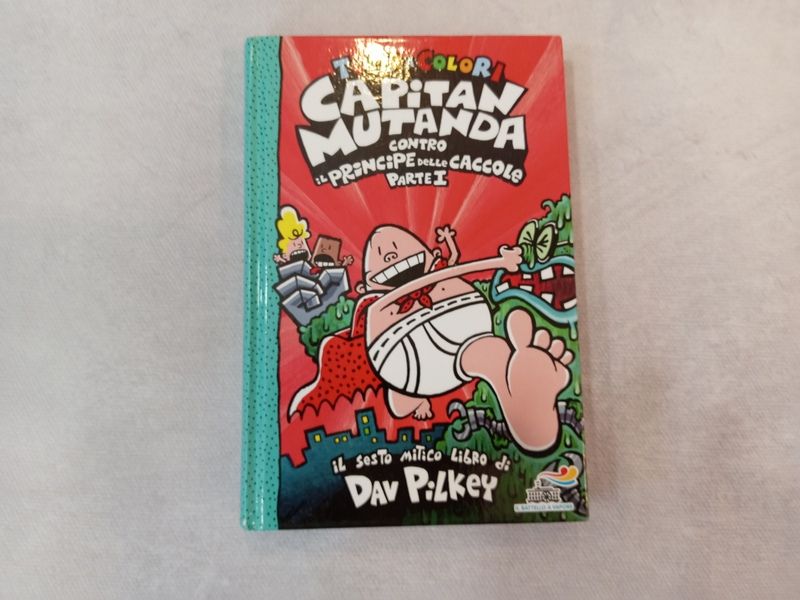 COLORI
CAPITAN
MUTANDA
CONTRO
IL PRINCIPE DELLE CACCOLE
PARTE I
IL SESTO MITICO LIBRO DI
DAV PILKEY
IL BATTELLO A VAPORE